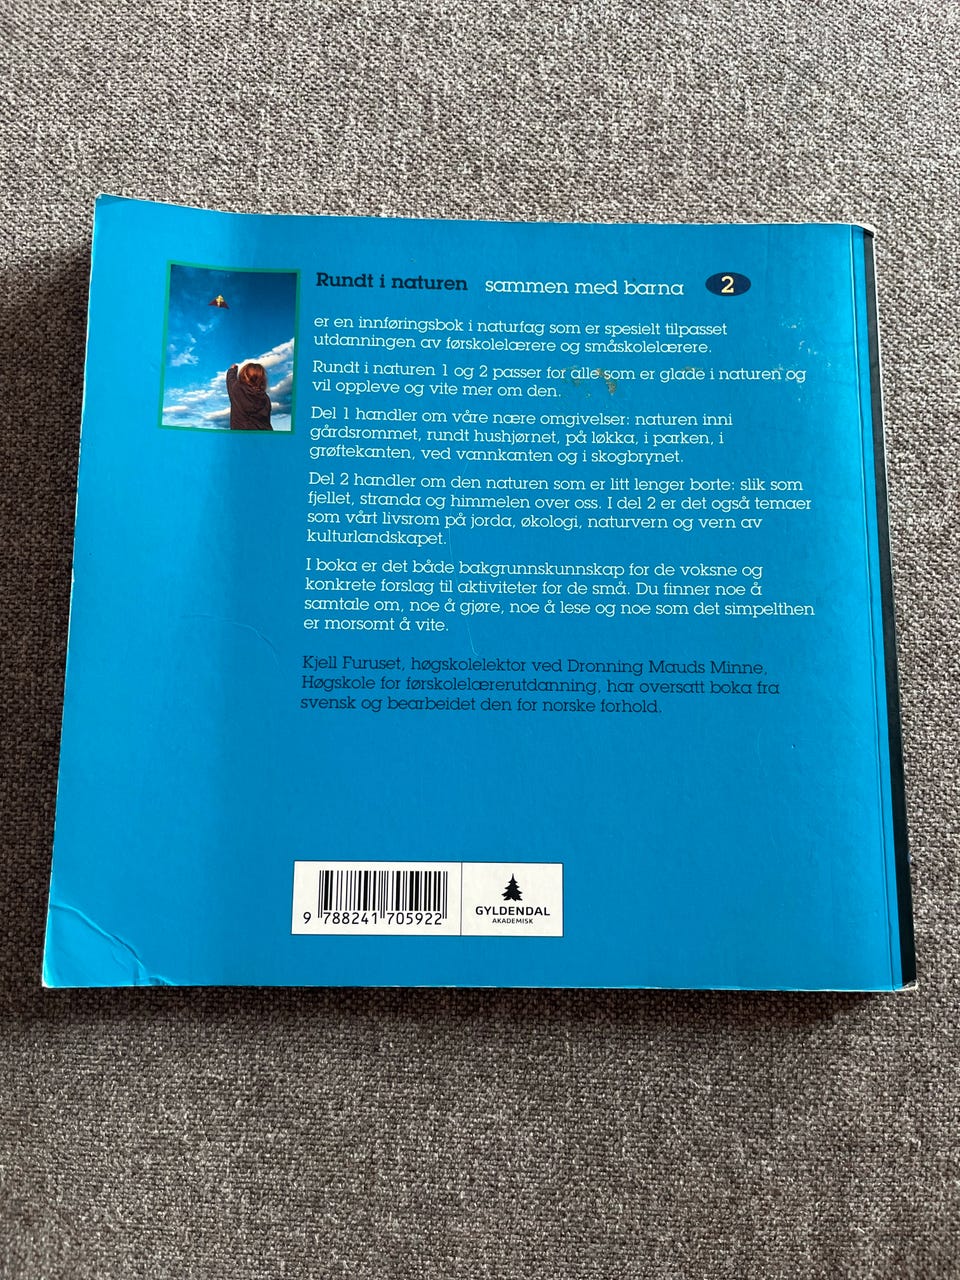 Rundt i naturen sammen med barna 2
er en innføringsbok i naturfag som er spesielt tilpasset
utdanningen av førskolelærere og småskolelærere.
Rundt i naturen 1 og 2 passer for alle som er glade i naturen og
vil oppleve og vite mer om den.
Del 1 handler om våre nære omgivelser: naturen inni
gårdsrommet, rundt hushjørnet, på løkka, i parken, i
grøftekanten, ved vannkanten og i skogbrynet.
Del 2 handler om den naturen som er litt lenger borte: slik som
fjellet, stranda og himmelen over oss. I del 2 er det også temaer
som vårt livsrom på jorda, økologi, naturvern og vern av
kulturlandskapet.
I boka er det både bakgrunnskunnskap for de voksne og
konkrete forslag til aktiviteter for de små. Du finner noe å
samtale om, noe å gjøre, noe å lese og noe som det simpelthen
er morsomt å vite.
Kjell Furuset, høgskolelektor ved Dronning Mauds Minne,
Høgskole for førskolelærerutdanning, har oversatt boka fra
svensk og bearbeidet den for norske forhold.
9 788241 705922
GYLDENDAL
AKADEMISK